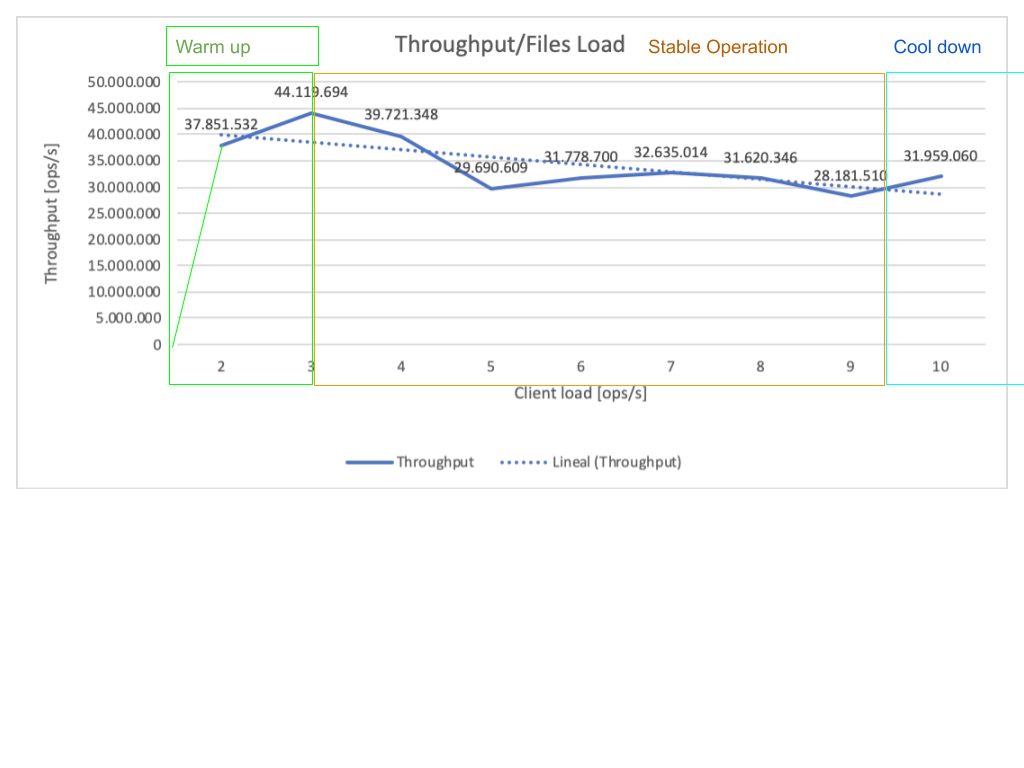 Warm up
Throughput/Files Load
Stable Operation
Cool down
Throughput [ops/s]
50.000.000
45.000.000
40.000.000
35.000.000
30.000.000
25.000.000
20.000.000
15.000.000
10.000.000
5.000.000
0
37.851.532
44.119.694
39.721.348
29.690.609
31.778.700
32.635.014
31.620.346
28.181.510
31.959.060
2 3 4 5 6 7 8 9 10
Client load [ops/s]
Throughput
Lineal (Throughput)